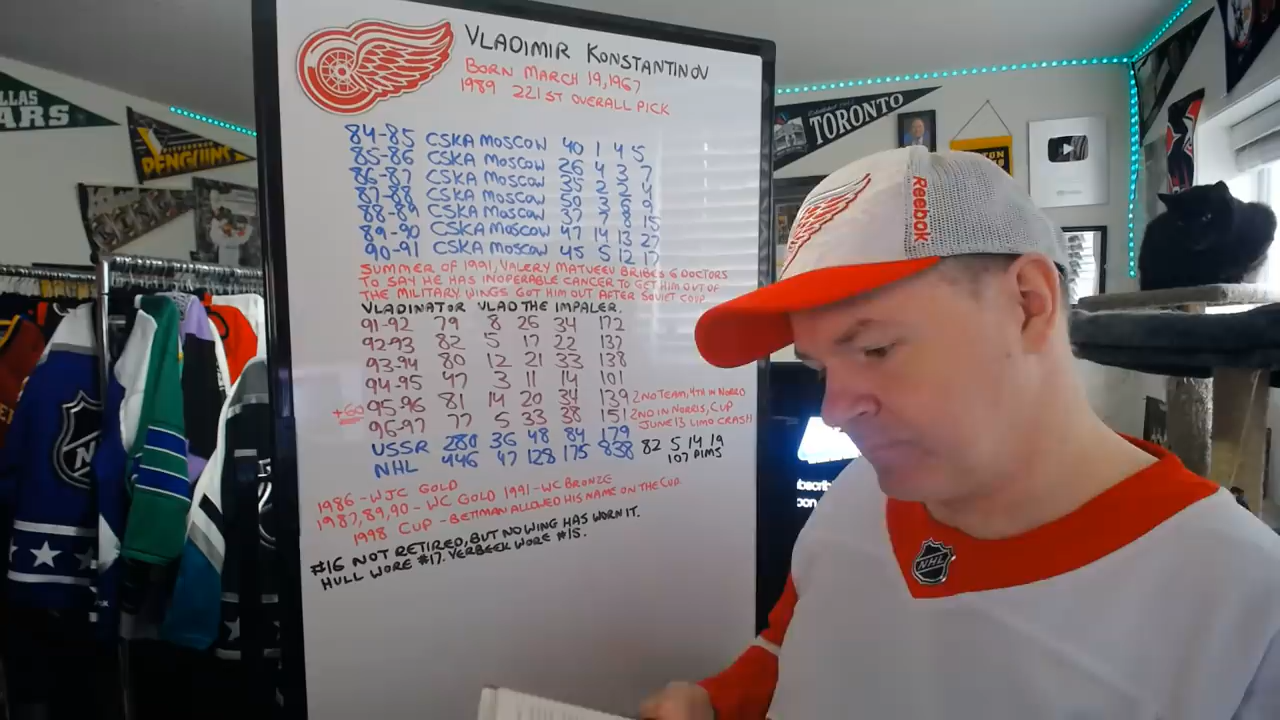 VLADIMIR KONSTANTINOV
BORN MARCH 19, 1967
1989 221ST OVERALL PICK
84-85 CSKA MOSCOW 40 1 4 5
85-86 CSKA MOSCOW 26 4 3 7
86-87 CSKA MOSCOW 35 2 2 4
87-88 CSKA MOSCOW 50 3 6 9
88-89 CSKA MOSCOW 37 7 8 15
89-90 CSKA MOSCOW 47 14 13 27
90-91 CSKA MOSCOW 45 5 12 17
SUMMER OF 1991, VALERY MATVEEV BRIBES 6 DOCTORS
TO SAY HE HAS INOPERABLE CANCER TO GET HIM OUT OF
THE MILITARY. WINGS GOT HIM OUT AFTER SOVIET COUP
VLADINATOR VLAD THE IMPALER.
91-92 79 8 26 34 172
92-93 82 5 17 22 137
93-94 80 12 21 33 138
94-95 47 3 11 14 101
+60 95-96 81 14 20 34 139 2ND TEAM, 4TH IN NORRIS
96-97 77 5 33 38 151 2ND IN NORRIS, CUP
JUNE 13 LIMO CRASH
USSR 280 36 48 84 179
NHL 446 47 128 175 838 82 5 14 19
107 PIMS
1986 - WJC GOLD
1987, 89, 90 - WC GOLD 1991 - WC BRONZE
1998 CUP - BETTMAN ALLOWED HIS NAME ON THE CUP
#16 NOT RETIRED, BUT NO WING HAS WORN IT.
HULL WORE #17. VERBEEK WORE #15.
PENGUINS
TORONTO
Reebok
NHL